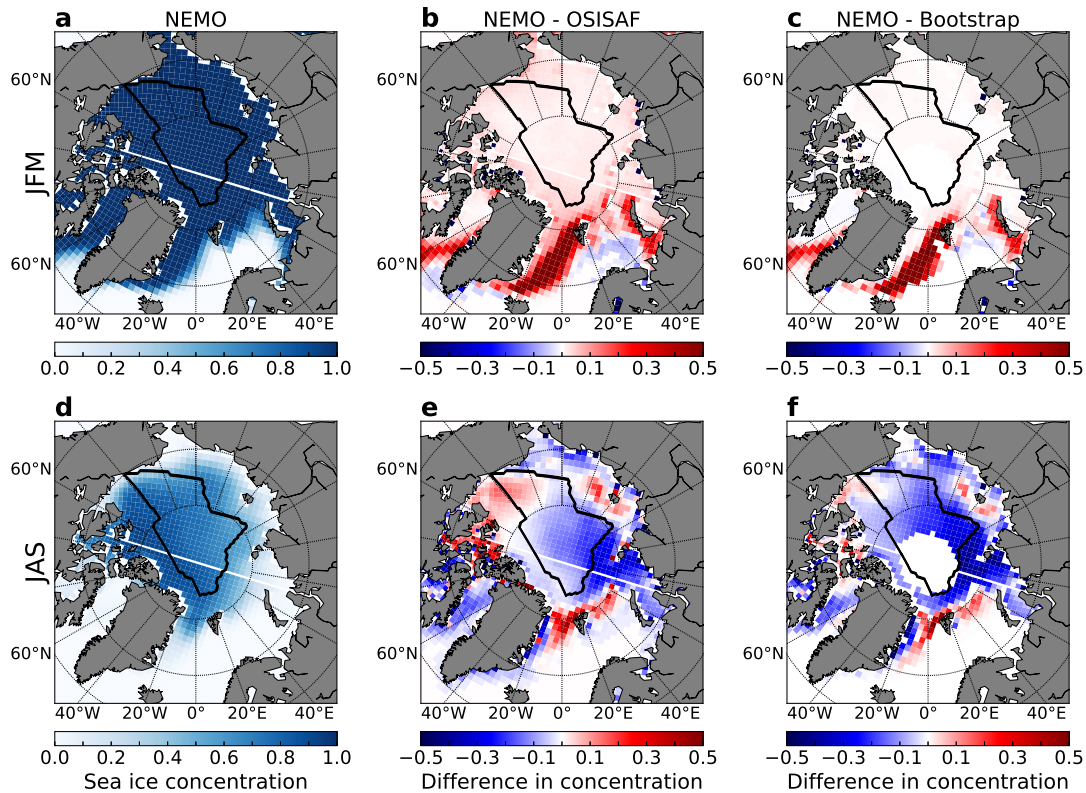 a NEMO
b NEMO - OSISAF
c NEMO - Bootstrap
JFM
60°N
60°N
40°W 20°W 0° 20°E 40°E
60°N
60°N
40°W 20°W 0° 20°E 40°E
60°N
60°N
40°W 20°W 0° 20°E 40°E
0.0 0.2 0.4 0.6 0.8 1.0
−0.5 −0.3 −0.1 0.1 0.3 0.5
−0.5 −0.3 −0.1 0.1 0.3 0.5
d
e
f
JAS
60°N
60°N
40°W 20°W 0° 20°E 40°E
60°N
60°N
40°W 20°W 0° 20°E 40°E
60°N
60°N
40°W 20°W 0° 20°E 40°E
0.0 0.2 0.4 0.6 0.8 1.0
Sea ice concentration
−0.5 −0.3 −0.1 0.1 0.3 0.5
Difference in concentration
−0.5 −0.3 −0.1 0.1 0.3 0.5
Difference in concentration